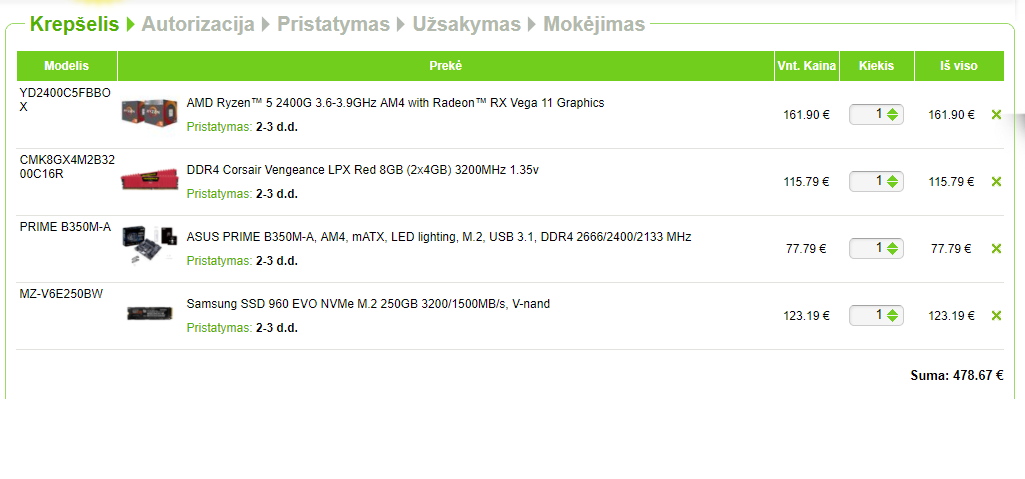 Krepšelis Autorizacija Pristatymas Užsakymas Mokėjimas
Modelis Prekė Vnt. Kaina Kiekis Iš viso
YD2400C5FBBO
X
AMD Ryzen™ 5 2400G 3.6-3.9GHz AM4 with Radeon™ RX Vega 11 Graphics
Pristatymas: 2-3 d.d.
161.90 € 1 161.90 €
CMK8GX4M2B32
00C16R
DDR4 Corsair Vengeance LPX Red 8GB (2x4GB) 3200MHz 1.35v
Pristatymas: 2-3 d.d.
115.79 € 1 115.79 €
PRIME B350M-A
ASUS PRIME B350M-A, AM4, mATX, LED lighting, M.2, USB 3.1, DDR4 2666/2400/2133 MHz
Pristatymas: 2-3 d.d.
77.79 € 1 77.79 €
MZ-V6E250BW
Samsung SSD 960 EVO NVMe M.2 250GB 3200/1500MB/s, V-nand
Pristatymas: 2-3 d.d.
123.19 € 1 123.19 €
Suma: 478.67 €